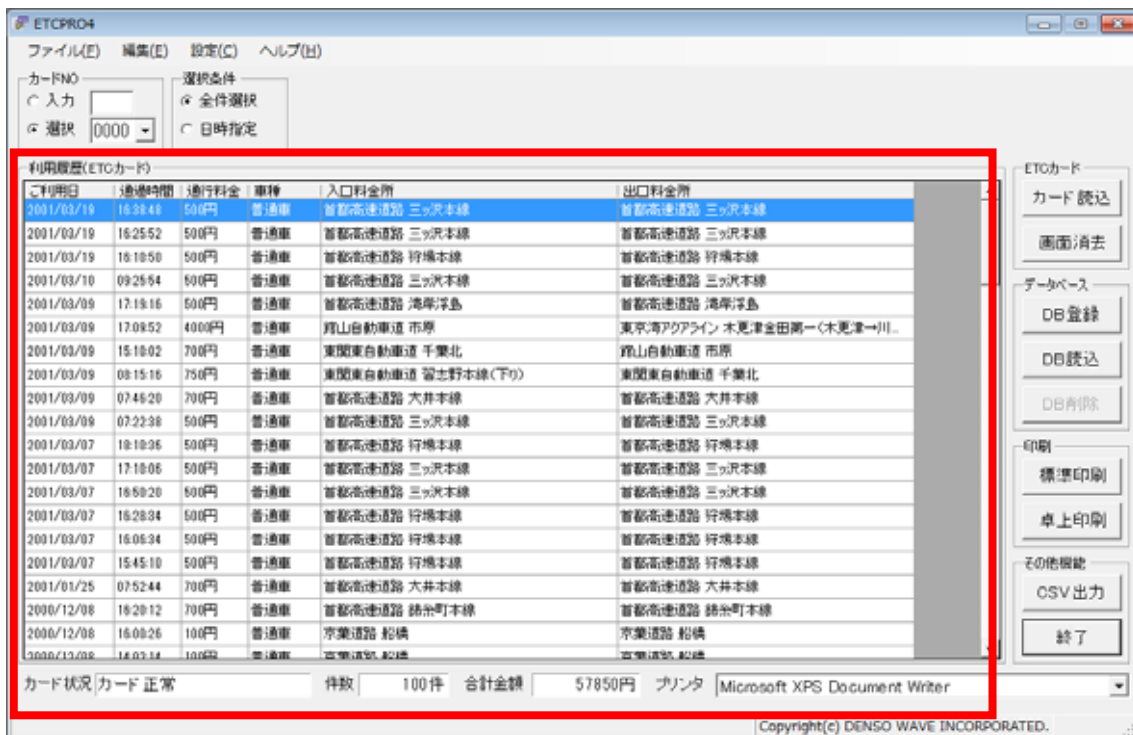 ETCPRO4
ファイル(F) 編集(E) 設定(C) ヘルプ(H)
カードNO 選択条件
入力 全件選択
選択 0000 日時指定
利用履歴(ETCカード) ETCカード
ご利用日 通過時間 通行料金 車種 入口料金所 出口料金所
カード読込
2001/03/19 16:38:48 500円 普通車 首都高速道路 三ッ沢本線 首都高速道路 三ッ沢本線
2001/03/19 16:25:52 500円 普通車 首都高速道路 三ッ沢本線 首都高速道路 三ッ沢本線
画面消去
2001/03/19 16:10:50 500円 普通車 首都高速道路 狩場本線 首都高速道路 狩場本線
2001/03/10 09:25:54 500円 普通車 首都高速道路 三ッ沢本線 首都高速道路 三ッ沢本線
データベース
2001/03/09 17:19:16 500円 普通車 首都高速道路 湾岸浮島 首都高速道路 湾岸浮島
DB登録
2001/03/09 17:09:52 4000円 普通車 館山自動車道 市原 東京湾アクアライン 木更津金田第一<木更津→川...
2001/03/09 15:10:02 700円 普通車 東関東自動車道 千葉北 館山自動車道 市原
DB読込
2001/03/09 08:15:16 750円 普通車 東関東自動車道 習志野本線(下り) 東関東自動車道 千葉北
2001/03/09 07:46:20 700円 普通車 首都高速道路 大井本線 首都高速道路 大井本線
DB削除
2001/03/09 07:22:38 500円 普通車 首都高速道路 三ッ沢本線 首都高速道路 三ッ沢本線
2001/03/07 18:10:36 500円 普通車 首都高速道路 狩場本線 首都高速道路 狩場本線
印刷
2001/03/07 17:10:06 500円 普通車 首都高速道路 三ッ沢本線 首都高速道路 三ッ沢本線
標準印刷
2001/03/07 16:50:20 500円 普通車 首都高速道路 三ッ沢本線 首都高速道路 三ッ沢本線
2001/03/07 16:28:34 500円 普通車 首都高速道路 狩場本線 首都高速道路 狩場本線
卓上印刷
2001/03/07 16:06:34 500円 普通車 首都高速道路 狩場本線 首都高速道路 狩場本線
2001/03/07 15:45:10 500円 普通車 首都高速道路 狩場本線 首都高速道路 狩場本線
その他機能
2001/01/25 07:52:44 700円 普通車 首都高速道路 大井本線 首都高速道路 大井本線
CSV出力
2000/12/08 16:20:12 700円 普通車 首都高速道路 錦糸町本線 首都高速道路 錦糸町本線
2000/12/08 16:00:26 100円 普通車 京葉道路 船橋 京葉道路 船橋
終了
2000/12/08 14:03:14 100円 普通車 京葉道路 船橋 京葉道路 船橋
カード状況 カード正常 件数 100件 合計金額 57850円 プリンタ Microsoft XPS Document Writer
Copyright(c) DENSO WAVE INCORPORATED.